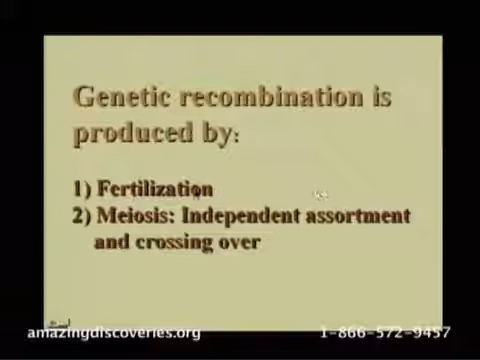 Genetic recombination is
produced by:
1) Fertilization
2) Meiosis: Independent assortment
and crossing over
amazingdiscoveries.org
1-866-572-9457